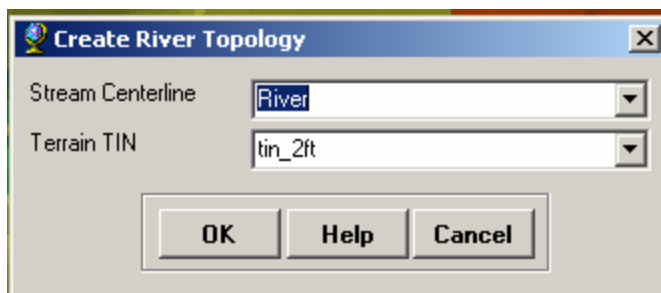 Create River Topology
Stream Centerline River
Terrain TIN tin_2ft
OK Help Cancel